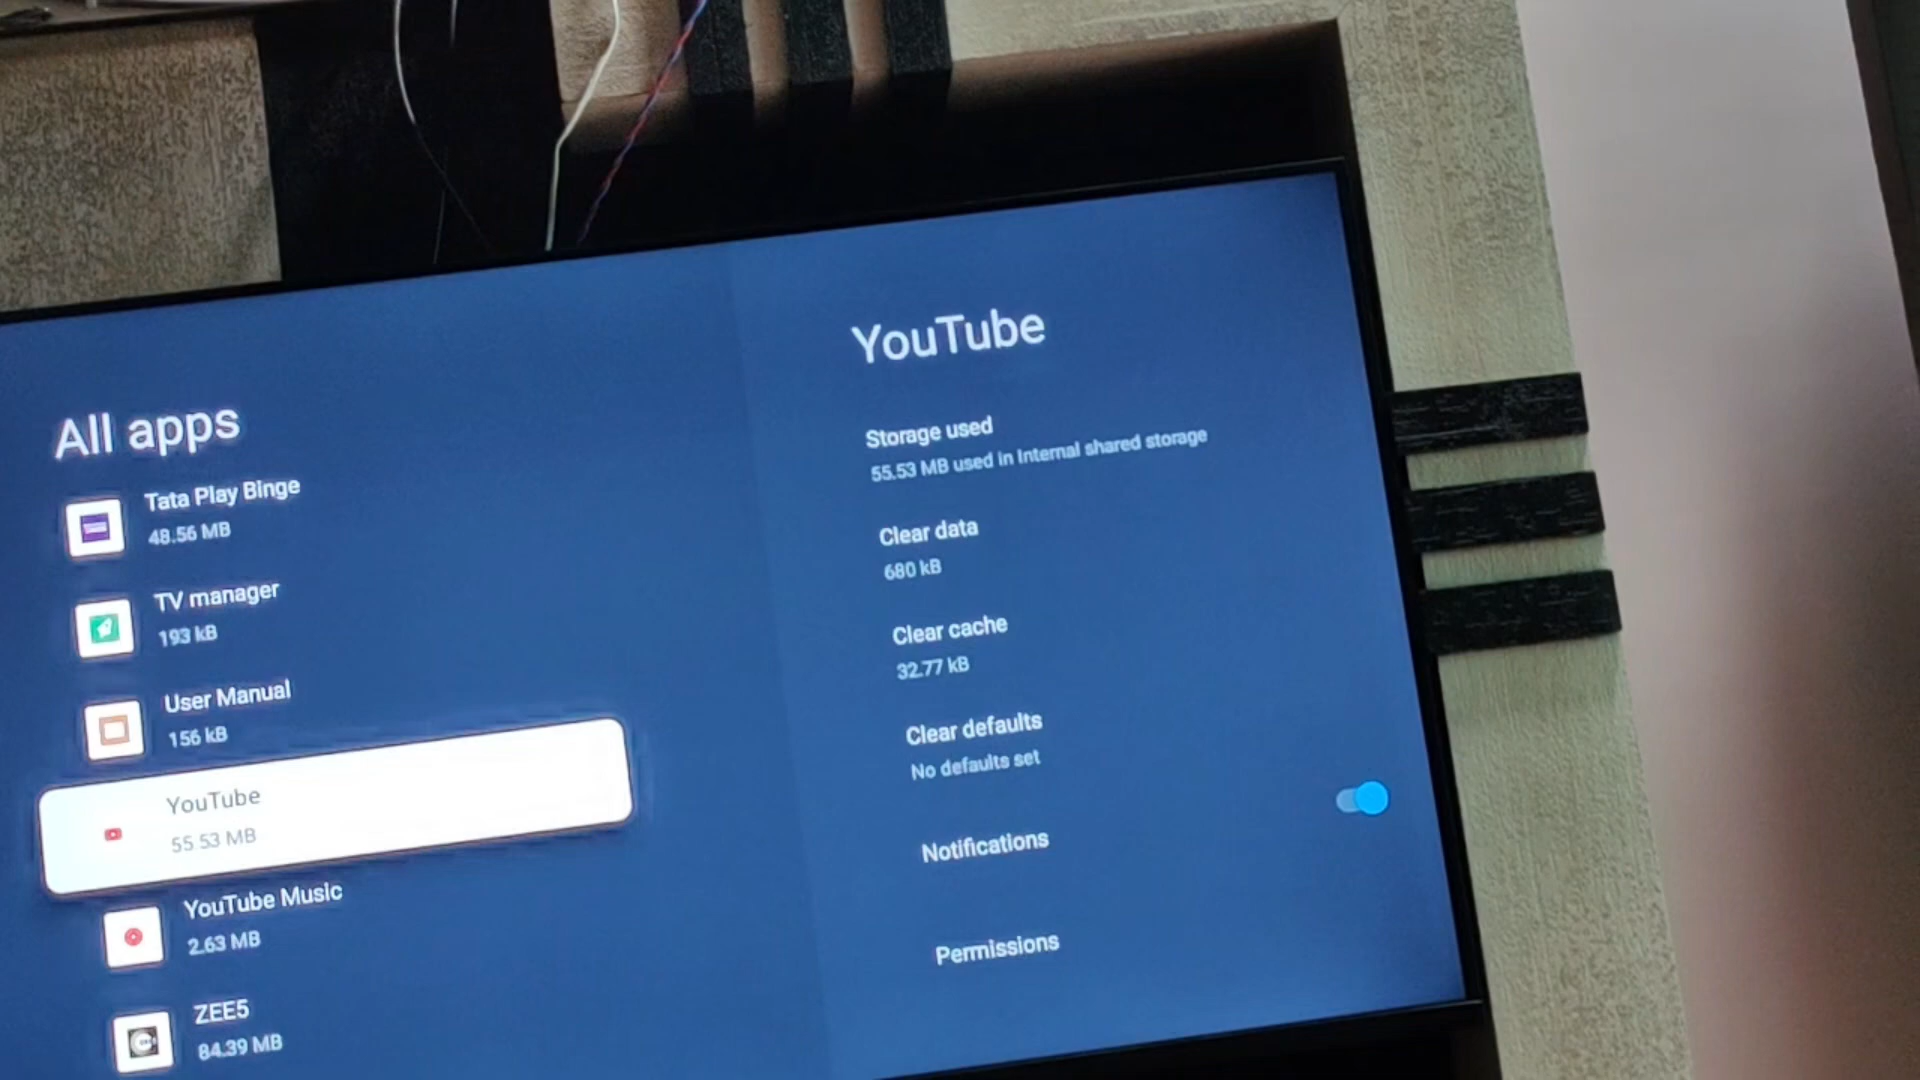 All apps
Tata Play Binge
48.56 MB
TV manager
193 kB
User Manual
156 kB
YouTube
55 53 MB
YouTube Music
2.63 MB
ZEE5
84.39 MB
YouTube
Storage used
55.53 MB used in Internal shared storage
Clear data
680 kB
Clear cache
32.77 kB
Clear defaults
No defaults set
Notifications
Permissions